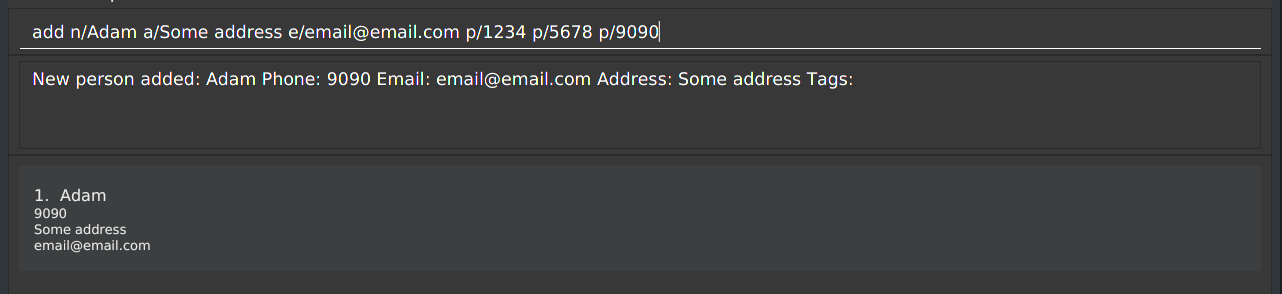 add n/Adam a/Some address e/email@email.com p/1234 p/5678 p/9090
New person added: Adam Phone: 9090 Email: email@email.com Address: Some address Tags:
1. Adam
9090
Some address
email@email.com